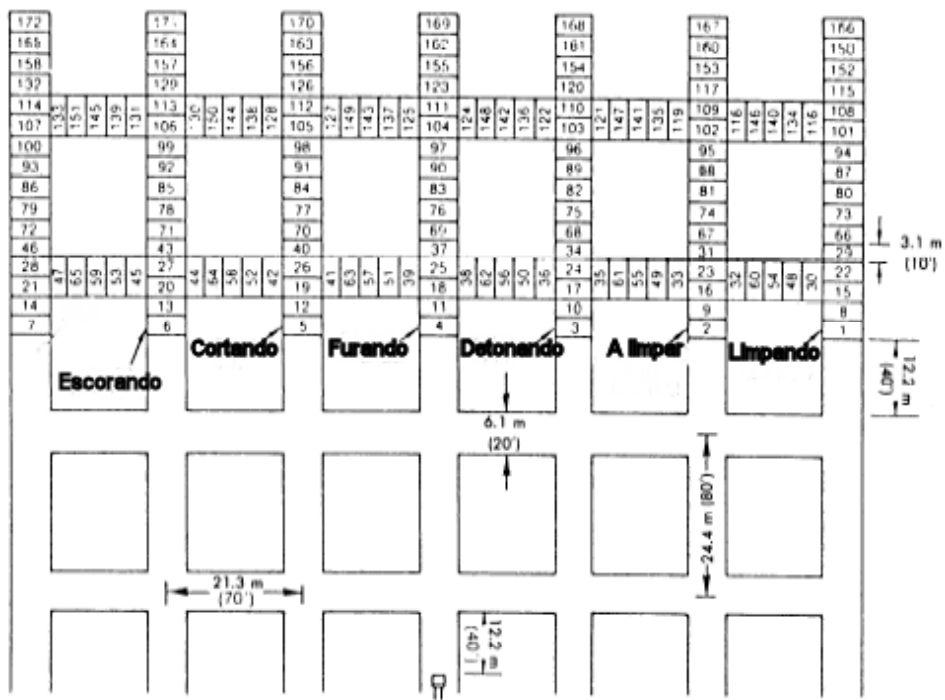 172 170 169 168 167 166
165 164 163 162 161 160
158 157 156 155 154 153 152
132 129 126 123 120 117 115
114 113 112 111 110 109 108
133 151 145 139 131 130 150 144 138 128 127 149 143 137 125 124 148 142 136 122 121 147 141 135 119 146 140 134 116
107 106 105 104 103 102 101
100 99 98 97 96 95 94
93 92 91 90 89 88 87
86 85 84 83 82 81 80
79 78 77 76 75 74 73
72 71 70 69 68 67 66
46 43 40 37 34 31 29
3.1 m
(10')
28 27 26 25 24 23 22
47 65 59 53 45 44 64 58 52 42 41 63 57 51 39 38 62 56 50 36 35 61 55 49 33 32 60 54 48 30
21 20 19 18 17 16 15
14 13 12 11 10 9 8
7 6 5 4 3 2 1
Escorando
Cortando
Furando
Detonando
A limpar
Limpando
12.2 m
(40')
6.1 m
(20')
24.4 m (80')
21.3 m
(70')
12.2 m
(40')